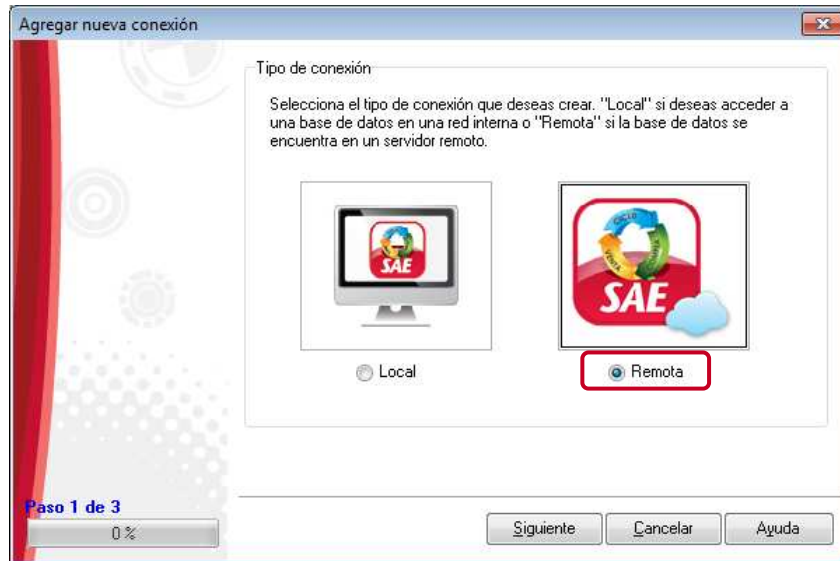 Agregar nueva conexión
Tipo de conexión
Selecciona el tipo de conexión que deseas crear. "Local" si deseas acceder a
una base de datos en una red interna o "Remota" si la base de datos se
encuentra en un servidor remoto.
SAE
CICLO
VENTA
SAE
Local
Remota
Paso 1 de 3
0 %
Siguiente
Cancelar
Ayuda